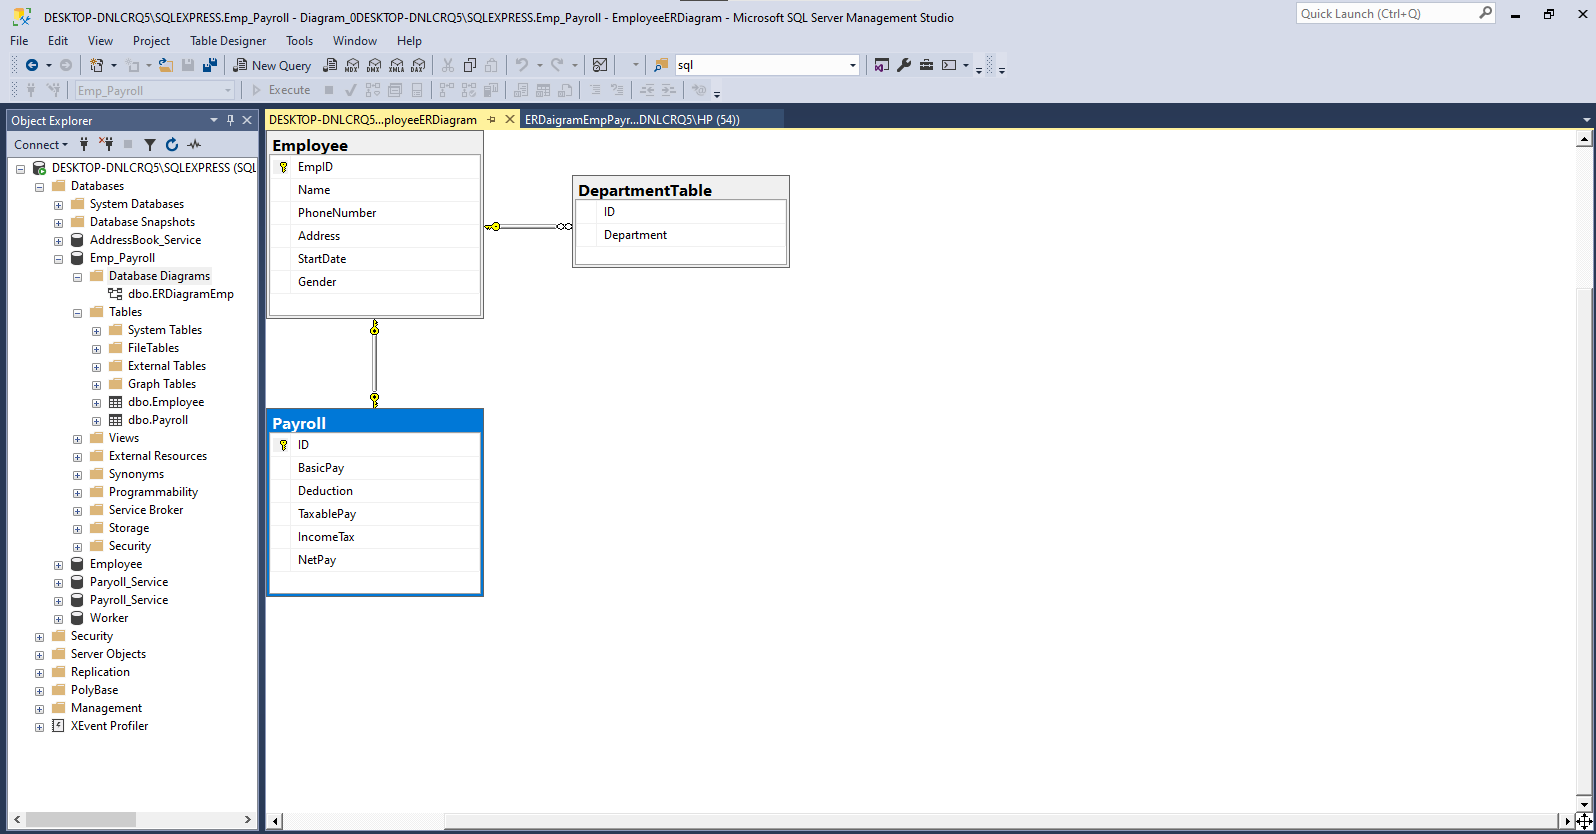 DESKTOP-DNLCRQ5\SQLEXPRESS.Emp_Payroll - Diagram_0DESKTOP-DNLCRQ5\SQLEXPRESS.Emp_Payroll - EmployeeERDiagram - Microsoft SQL Server Management Studio
Quick Launch (Ctrl+Q)
File Edit View Project Table Designer Tools Window Help
New Query MDX DMX XMLA DAX sql
Emp_Payroll Execute
Object Explorer
DESKTOP-DNLCRQ5...ployeeERDiagram
ERDaigramEmpPayr...DNLCRQ5\HP (54))
Connect
DESKTOP-DNLCRQ5\SQLEXPRESS (SQL
Databases
System Databases
Database Snapshots
AddressBook_Service
Emp_Payroll
Database Diagrams
dbo.ERDiagramEmp
Tables
System Tables
FileTables
External Tables
Graph Tables
dbo.Employee
dbo.Payroll
Views
External Resources
Synonyms
Programmability
Service Broker
Storage
Security
Employee
Paryoll_Service
Payroll_Service
Worker
Security
Server Objects
Replication
PolyBase
Management
XEvent Profiler
Employee
EmpID
Name
PhoneNumber
Address
StartDate
Gender
DepartmentTable
ID
Department
Payroll
ID
BasicPay
Deduction
TaxablePay
IncomeTax
NetPay